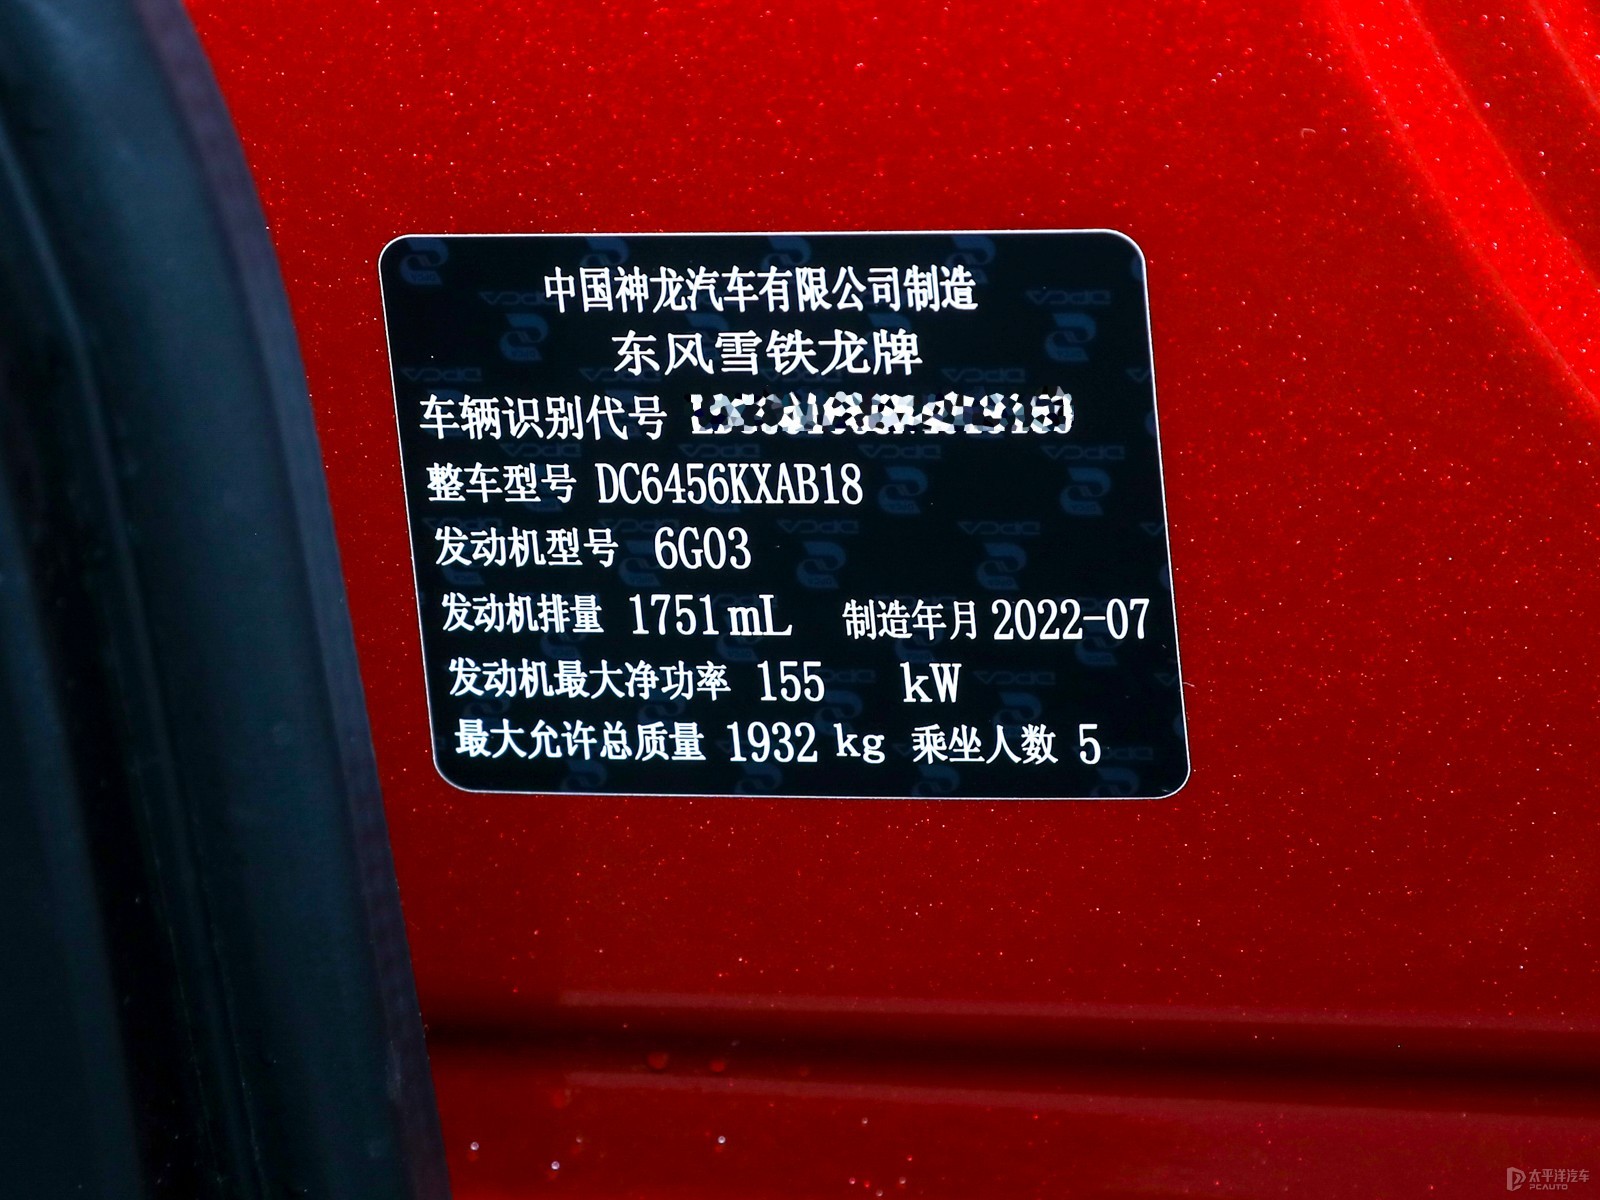 中国神龙汽车有限公司制造
东风雪铁龙牌
车辆识别代号
整车型号 DC6456KXAB18
发动机型号 6G03
发动机排量 1751mL 制造年月 2022-07
发动机最大净功率 155 kW
最大允许总质量 1932 kg 乘坐人数 5
太平洋汽车
PCAUTO